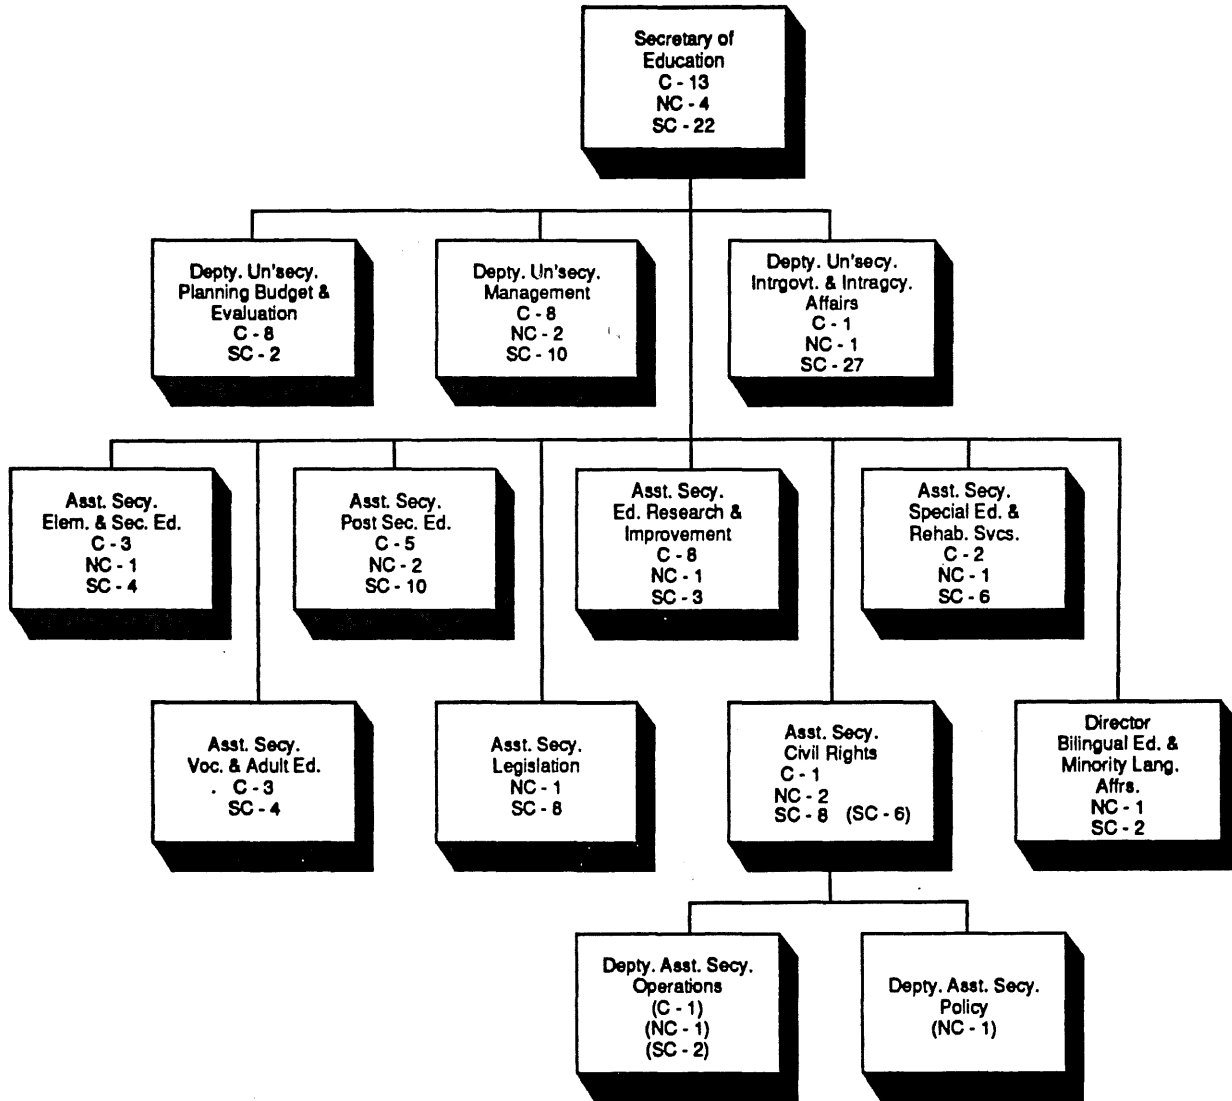 Secretary of
Education
C - 13
NC - 4
SC - 22
Depty. Un'secy.
Planning Budget &
Evaluation
C - 8
SC - 2
Depty. Un'secy.
Management
C - 8
NC - 2
SC - 10
Depty. Un'secy.
Intrgovt. & Intragcy.
Affairs
C - 1
NC - 1
SC - 27
Asst. Secy.
Elem. & Sec. Ed.
C - 3
NC - 1
SC - 4
Asst. Secy.
Post Sec. Ed.
C - 5
NC - 2
SC - 10
Asst. Secy.
Ed. Research &
Improvement
C - 8
NC - 1
SC - 3
Asst. Secy.
Special Ed. &
Rehab. Svcs.
C - 2
NC - 1
SC - 6
Asst. Secy.
Voc. & Adult Ed.
C - 3
SC - 4
Asst. Secy.
Legislation
NC - 1
SC - 8
Asst. Secy.
Civil Rights
C - 1
NC - 2
SC - 8 (SC - 6)
Director
Bilingual Ed. &
Minority Lang.
Affrs.
NC - 1
SC - 2
Depty. Asst. Secy.
Operations
(C - 1)
(NC - 1)
(SC - 2)
Depty. Asst. Secy.
Policy
(NC - 1)